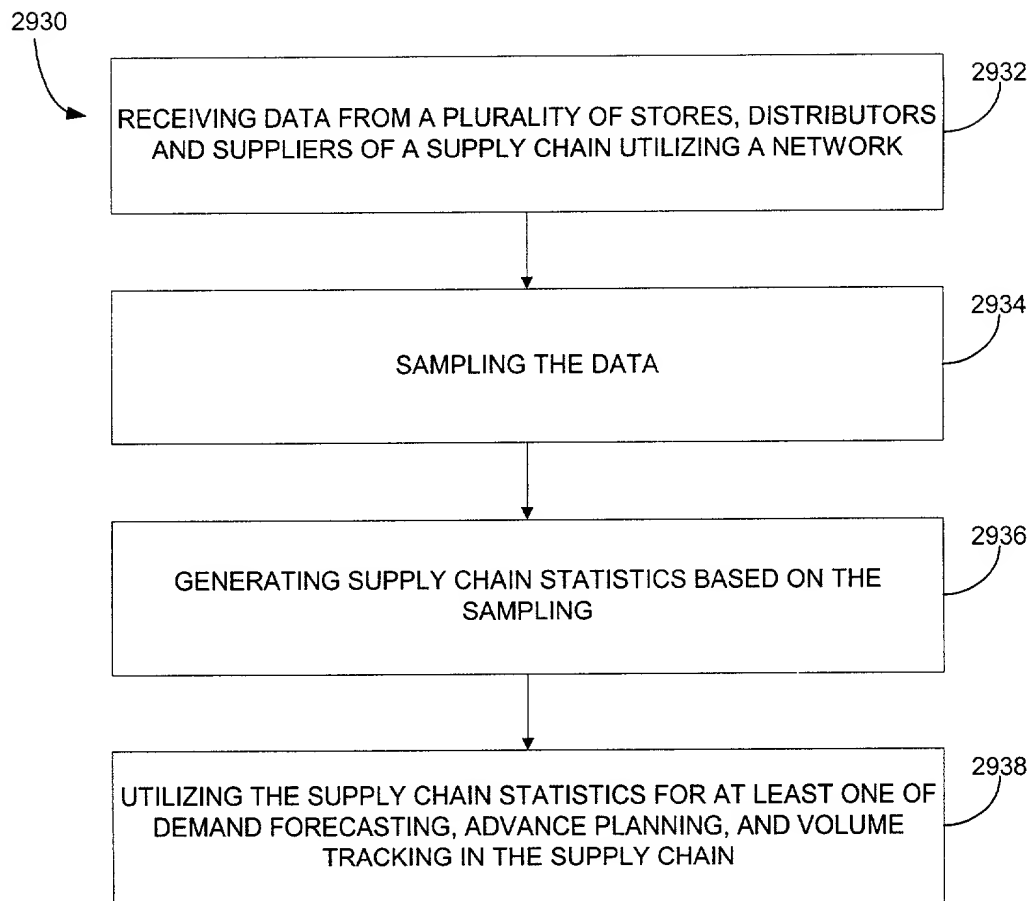 2930
2932
RECEIVING DATA FROM A PLURALITY OF STORES, DISTRIBUTORS
AND SUPPLIERS OF A SUPPLY CHAIN UTILIZING A NETWORK
2934
SAMPLING THE DATA
2936
GENERATING SUPPLY CHAIN STATISTICS BASED ON THE
SAMPLING
2938
UTILIZING THE SUPPLY CHAIN STATISTICS FOR AT LEAST ONE OF
DEMAND FORECASTING, ADVANCE PLANNING, AND VOLUME
TRACKING IN THE SUPPLY CHAIN